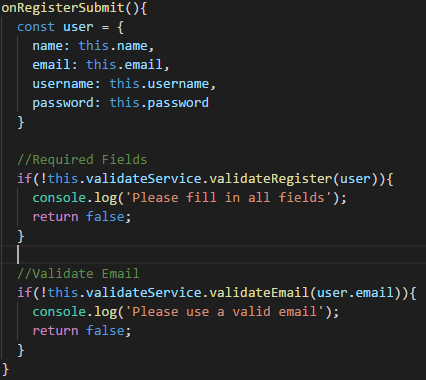 onRegisterSubmit(){
  const user = {
    name: this.name,
    email: this.email,
    username: this.username,
    password: this.password
  }

  //Required Fields
  if(!this.validateService.validateRegister(user)){
    console.log('Please fill in all fields');
    return false;
  }

  //Validate Email
  if(!this.validateService.validateEmail(user.email)){
    console.log('Please use a valid email');
    return false;
  }
}